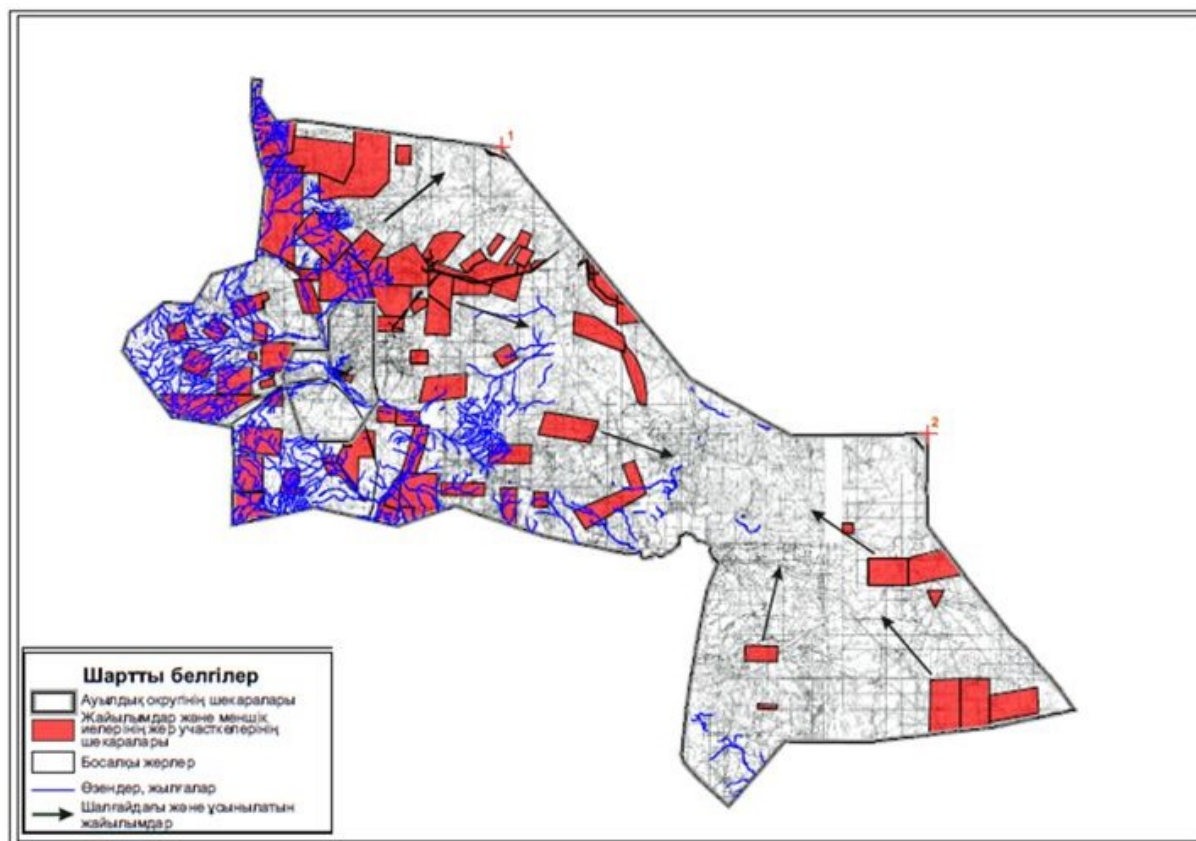 1
2
Шартты белгілер
Ауылдық округінің шекаралары
Жайылымдар және меншік
иелерінің жер участкелерінің
шекаралары
Босалқы жерлер
Өзендер, жылғалар
Шалғайдағы және ұсынылатын
жайылымдар